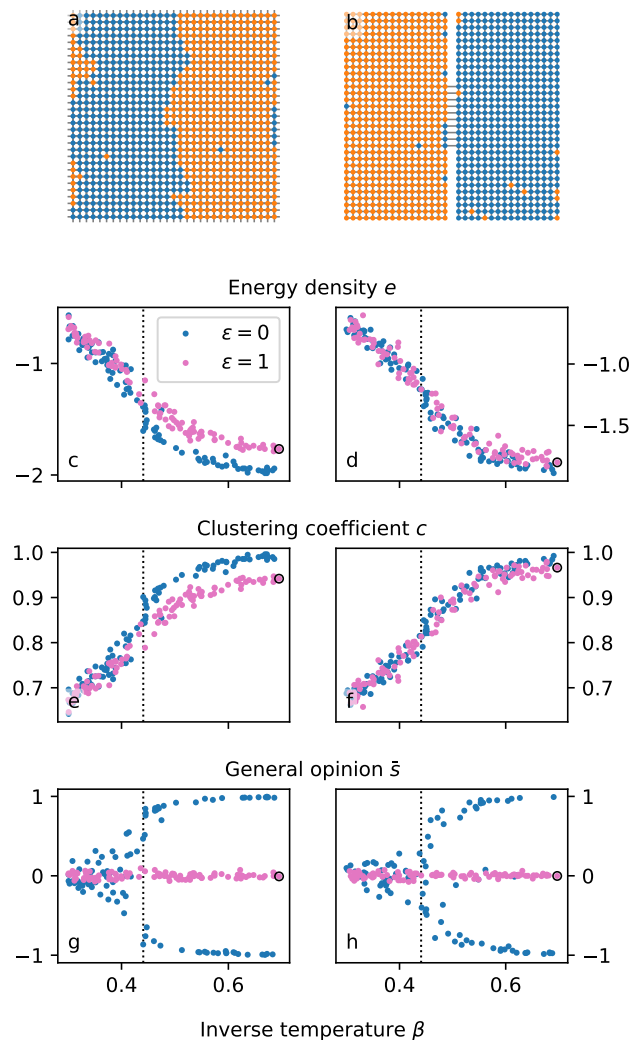 a b
Energy density e
−1
−2
ε = 0
ε = 1
c d
−1.0
−1.5
Clustering coefficient c
1.0
0.9
0.8
0.7
e f
1.0
0.9
0.8
0.7
General opinion s̄
1
0
−1
g h
1
0
−1
0.4 0.6 0.4 0.6
Inverse temperature β